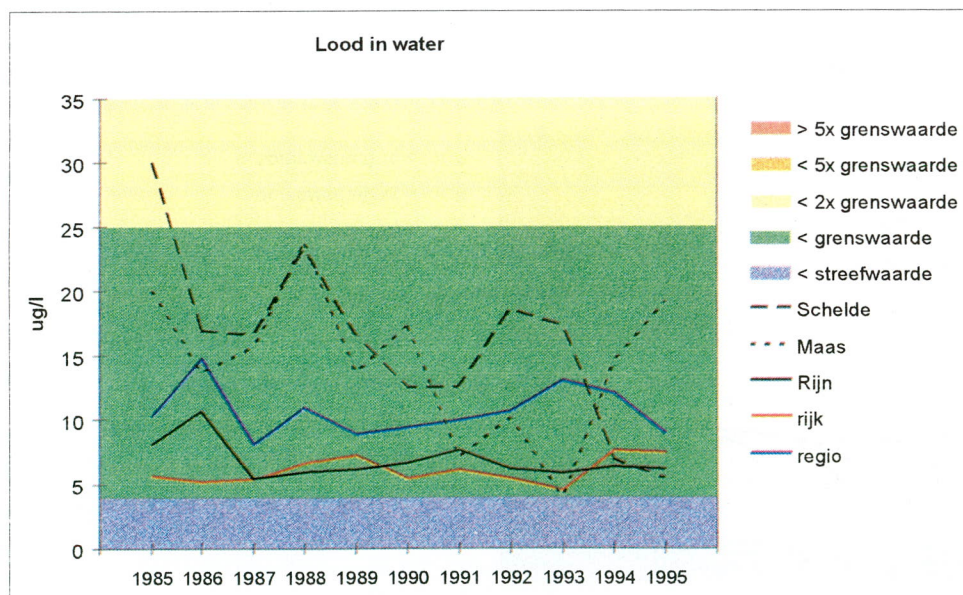 Lood in water
35
30
25
20
15
10
5
0
ug/l
1985 1986 1987 1988 1989 1990 1991 1992 1993 1994 1995
> 5x grenswaarde
< 5x grenswaarde
< 2x grenswaarde
< grenswaarde
< streefwaarde
Schelde
Maas
Rijn
rijk
regio